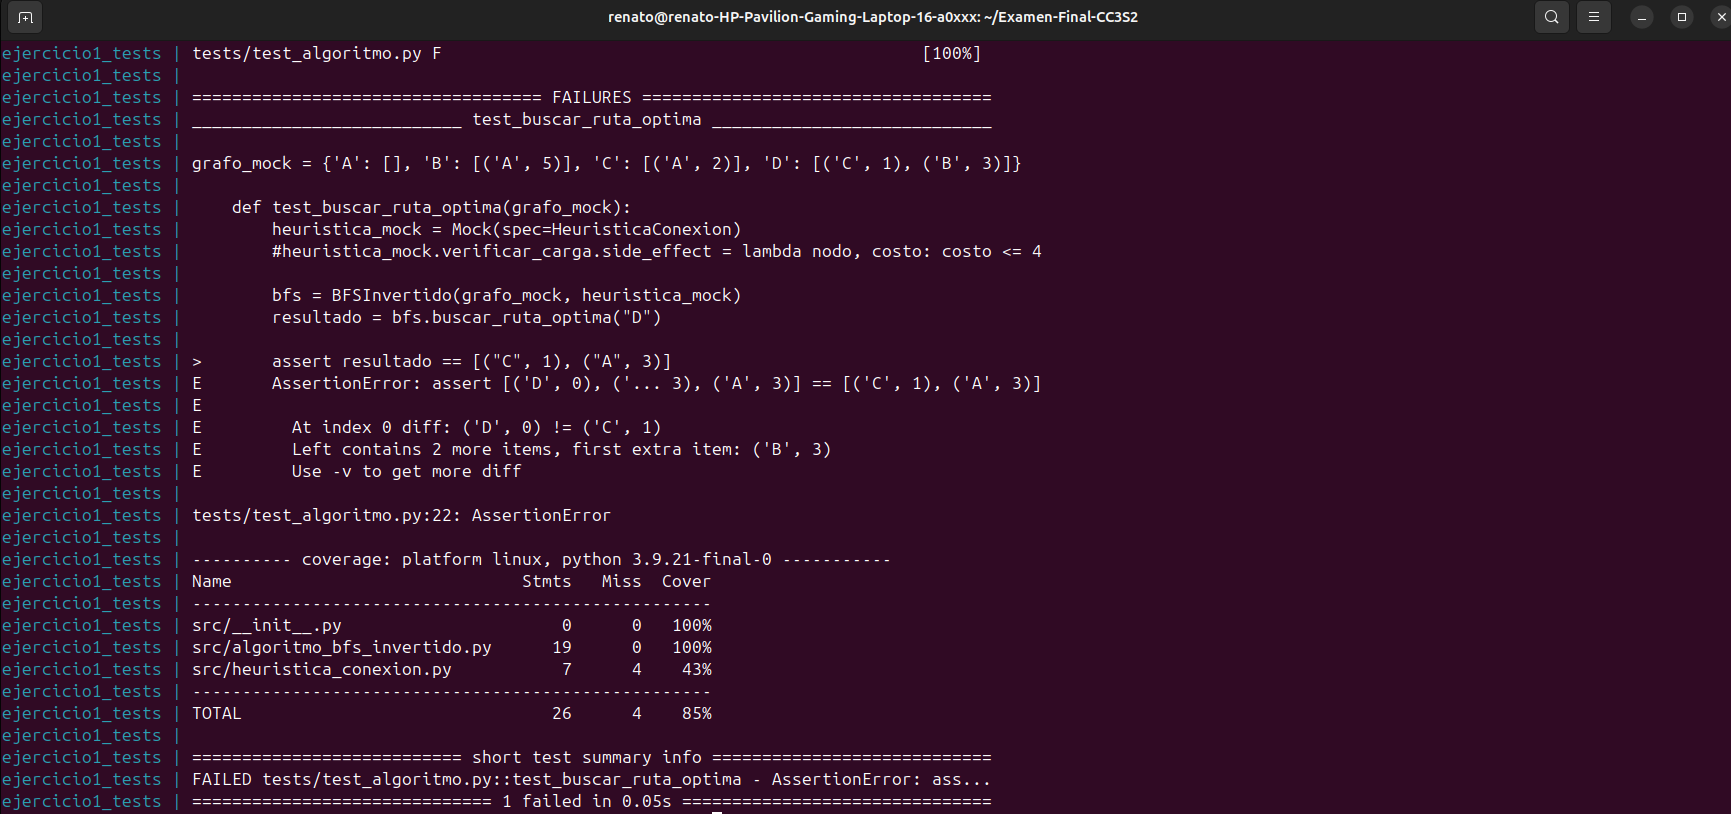 renato@renato-HP-Pavilion-Gaming-Laptop-16-a0xxx: ~/Examen-Final-CC3S2
ejercicio1_tests | tests/test_algoritmo.py F                                                [100%]
ejercicio1_tests |
ejercicio1_tests | =================================== FAILURES ===================================
ejercicio1_tests | ___________________________ test_buscar_ruta_optima ____________________________
ejercicio1_tests |
ejercicio1_tests | grafo_mock = {'A': [], 'B': [('A', 5)], 'C': [('A', 2)], 'D': [('C', 1), ('B', 3)]}
ejercicio1_tests |
ejercicio1_tests |     def test_buscar_ruta_optima(grafo_mock):
ejercicio1_tests |         heuristica_mock = Mock(spec=HeuristicaConexion)
ejercicio1_tests |         #heuristica_mock.verificar_carga.side_effect = lambda nodo, costo: costo <= 4
ejercicio1_tests |
ejercicio1_tests |         bfs = BFSInvertido(grafo_mock, heuristica_mock)
ejercicio1_tests |         resultado = bfs.buscar_ruta_optima("D")
ejercicio1_tests |
ejercicio1_tests | >       assert resultado == [("C", 1), ("A", 3)]
ejercicio1_tests | E       AssertionError: assert [('D', 0), ('... 3), ('A', 3)] == [('C', 1), ('A', 3)]
ejercicio1_tests | E
ejercicio1_tests | E         At index 0 diff: ('D', 0) != ('C', 1)
ejercicio1_tests | E         Left contains 2 more items, first extra item: ('B', 3)
ejercicio1_tests | E         Use -v to get more diff
ejercicio1_tests |
ejercicio1_tests | tests/test_algoritmo.py:22: AssertionError
ejercicio1_tests |
ejercicio1_tests | ---------- coverage: platform linux, python 3.9.21-final-0 -----------
ejercicio1_tests | Name                             Stmts   Miss  Cover
ejercicio1_tests | ----------------------------------------------------
ejercicio1_tests | src/__init__.py                      0      0   100%
ejercicio1_tests | src/algoritmo_bfs_invertido.py      19      0   100%
ejercicio1_tests | src/heuristica_conexion.py           7      4    43%
ejercicio1_tests | ----------------------------------------------------
ejercicio1_tests | TOTAL                               26      4    85%
ejercicio1_tests |
ejercicio1_tests | =========================== short test summary info ============================
ejercicio1_tests | FAILED tests/test_algoritmo.py::test_buscar_ruta_optima - AssertionError: ass...
ejercicio1_tests | ============================== 1 failed in 0.05s ===============================